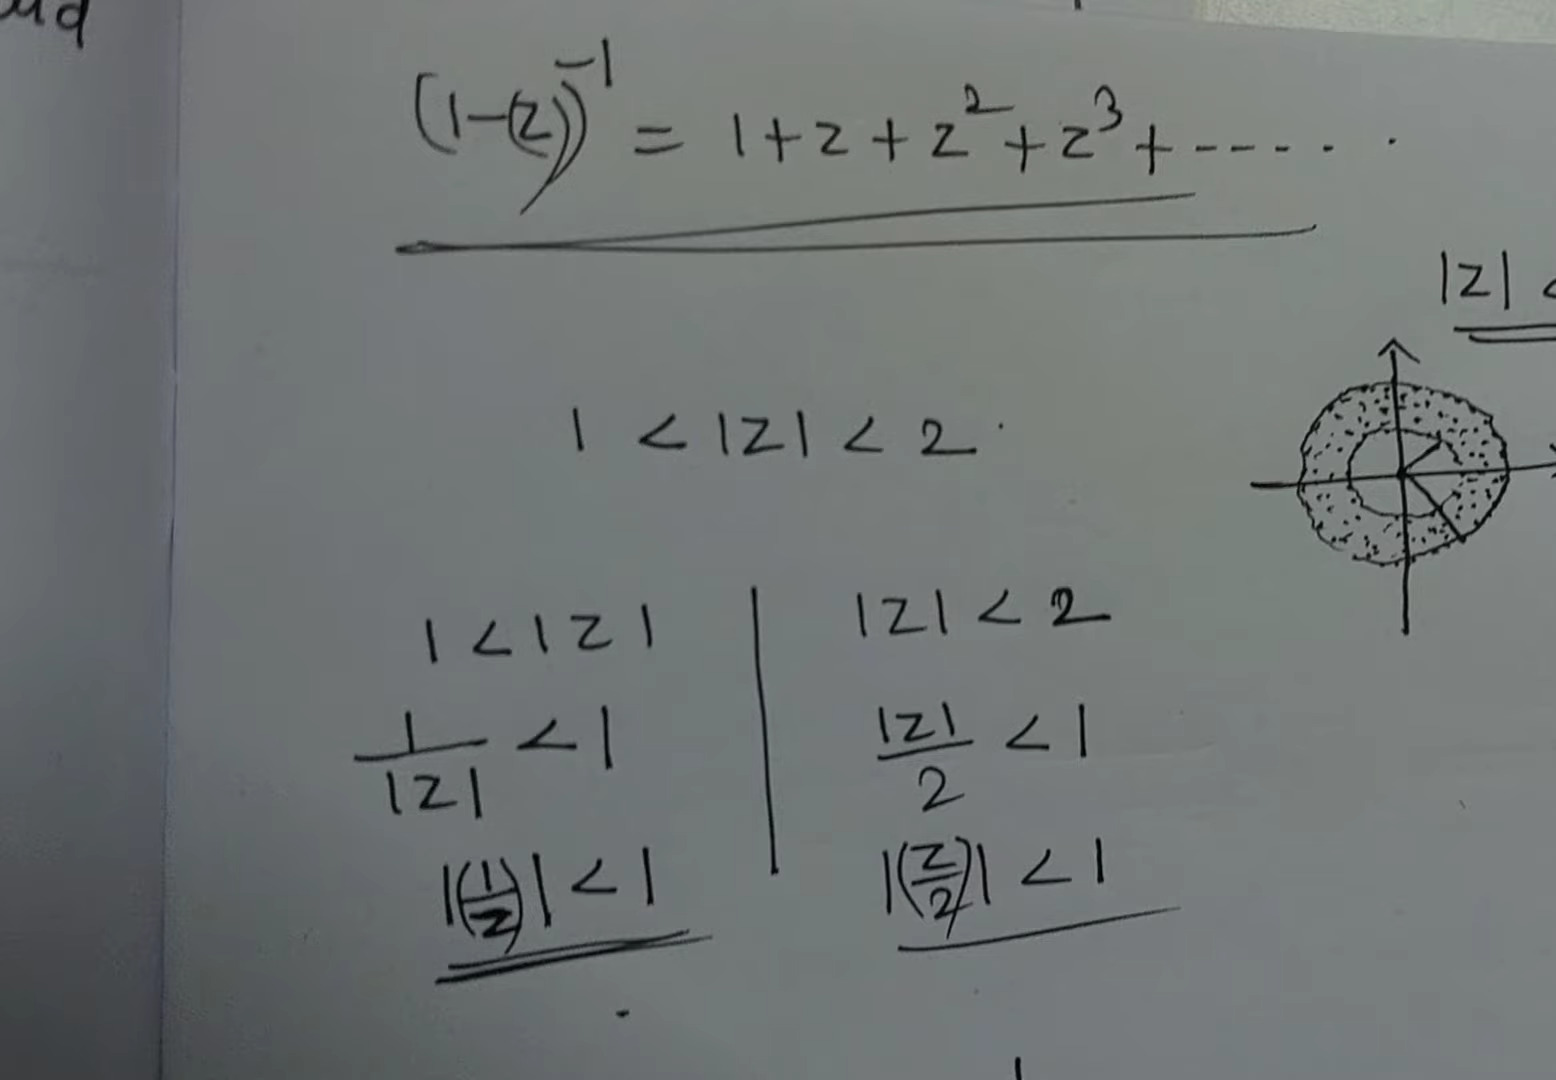 (1-(z))^-1 = 1+z+z^2+z^3+-----.
|z| <
1 < |z| < 2.
1 < |z|
|z| < 2
1/|z| < 1
|z|/2 < 1
|(1/z)| < 1
|(z/2)| < 1